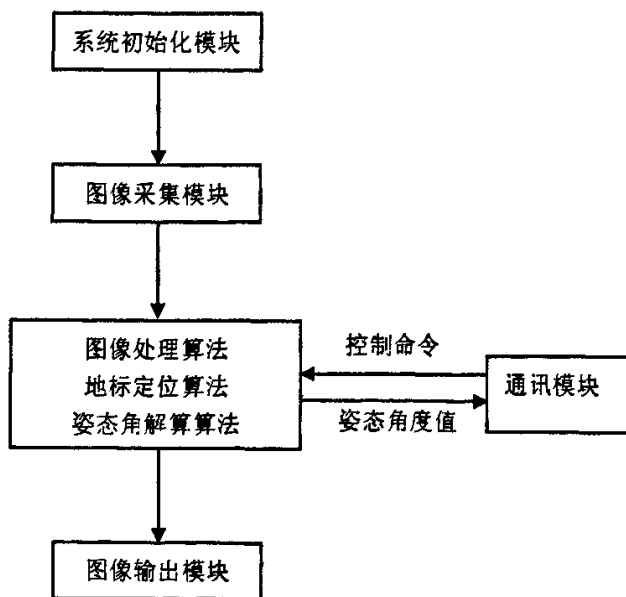 系统初始化模块
图像采集模块
图像处理算法
地标定位算法
姿态角解算算法
控制命令
姿态角度值
通讯模块
图像输出模块